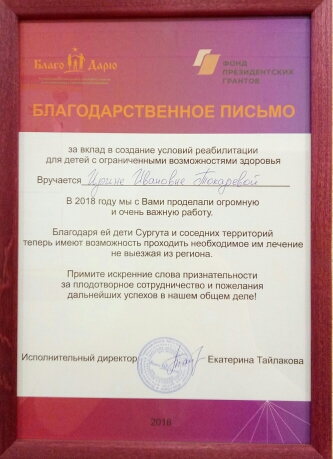 Благо Дарю
ФОНД
ПРЕЗИДЕНТСКИХ
ГРАНТОВ
БЛАГОДАРСТВЕННОЕ ПИСЬМО
за вклад в создание условий реабилитации
для детей с ограниченными возможностями здоровья
Вручается Ирине Ивановне Токаревой
В 2018 году мы с Вами проделали огромную
и очень важную работу.
Благодаря ей дети Сургута и соседних территорий
теперь имеют возможность проходить необходимое им лечение
не выезжая из региона.
Примите искренние слова признательности
за плодотворное сотрудничество и пожелания
дальнейших успехов в нашем общем деле!
Исполнительный директор Екатерина Тайлакова
2018